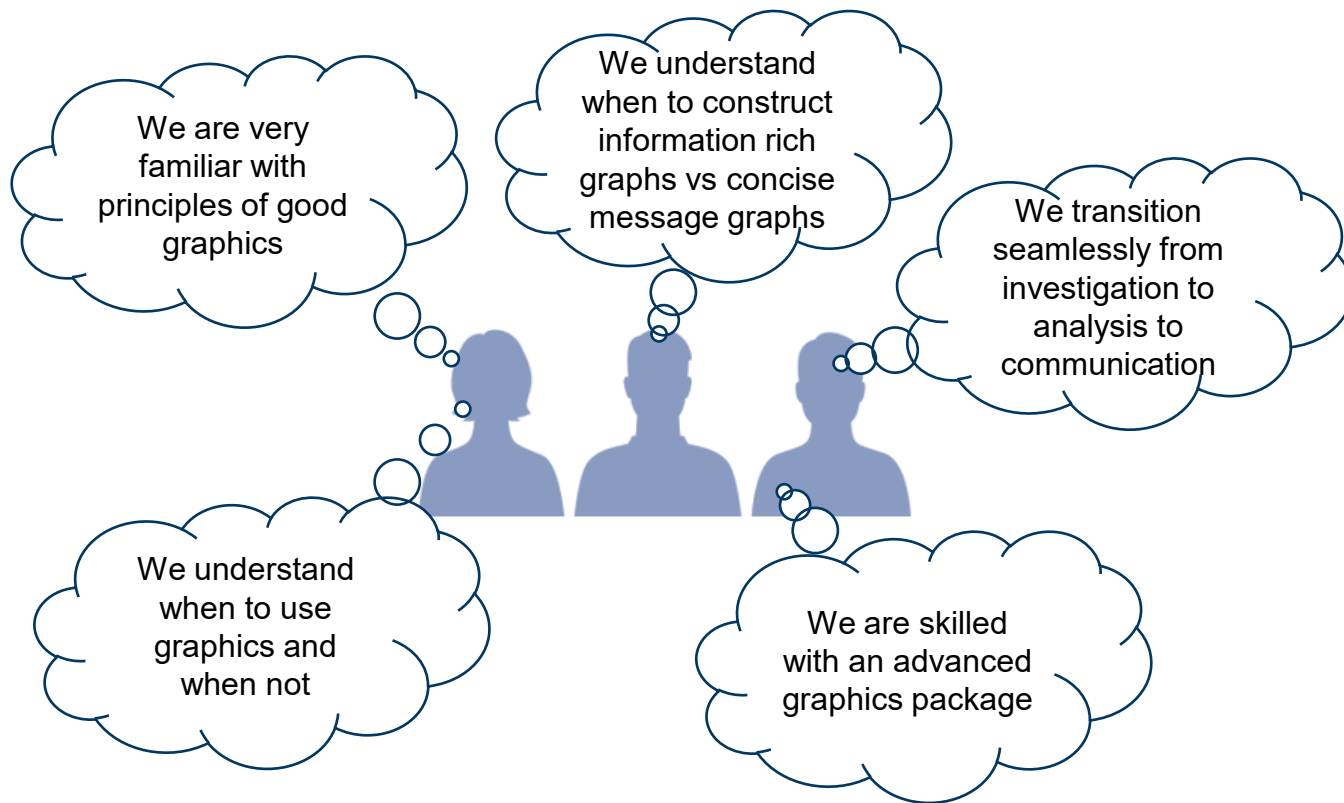 We are very
familiar with
principles of good
graphics
We understand
when to construct
information rich
graphs vs concise
message graphs
We transition
seamlessly from
investigation to
analysis to
communication
We understand
when to use
graphics and
when not
We are skilled
with an advanced
graphics package